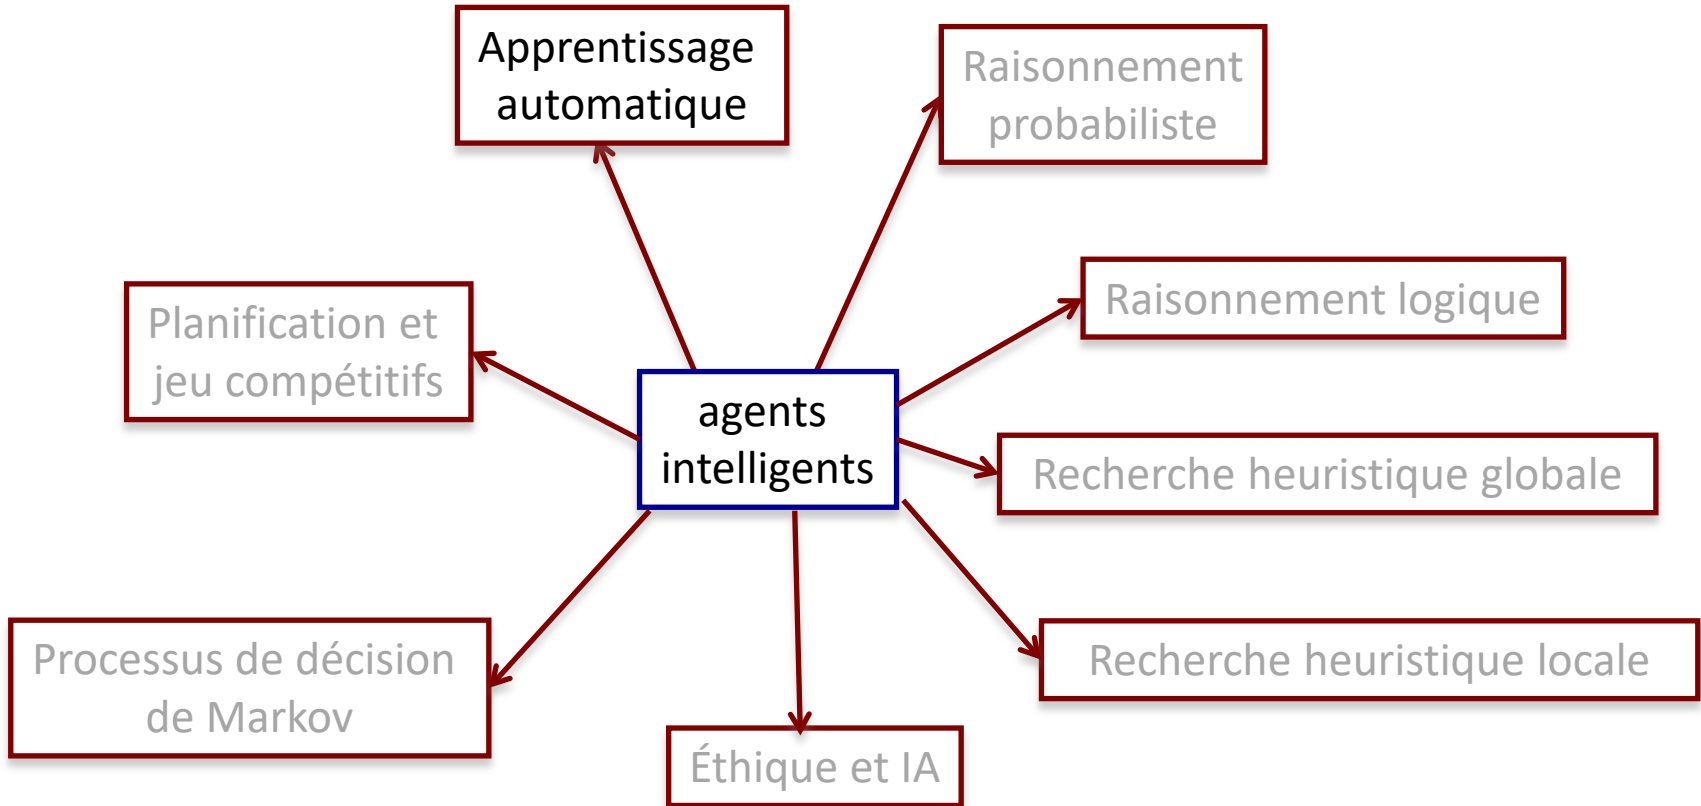 Apprentissage
automatique
Raisonnement
probabiliste
Planification et
jeu compétitifs
Raisonnement logique
agents
intelligents
Recherche heuristique globale
Processus de décision
de Markov
Recherche heuristique locale
Éthique et IA